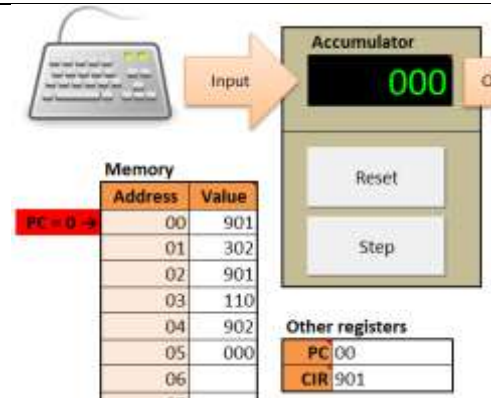 Accumulator
Input
000
Memory
Address Value
PC = 0 →
00 901
01 302
02 901
03 110
04 902
05 000
06
Reset
Step
Other registers
PC 00
CIR 901